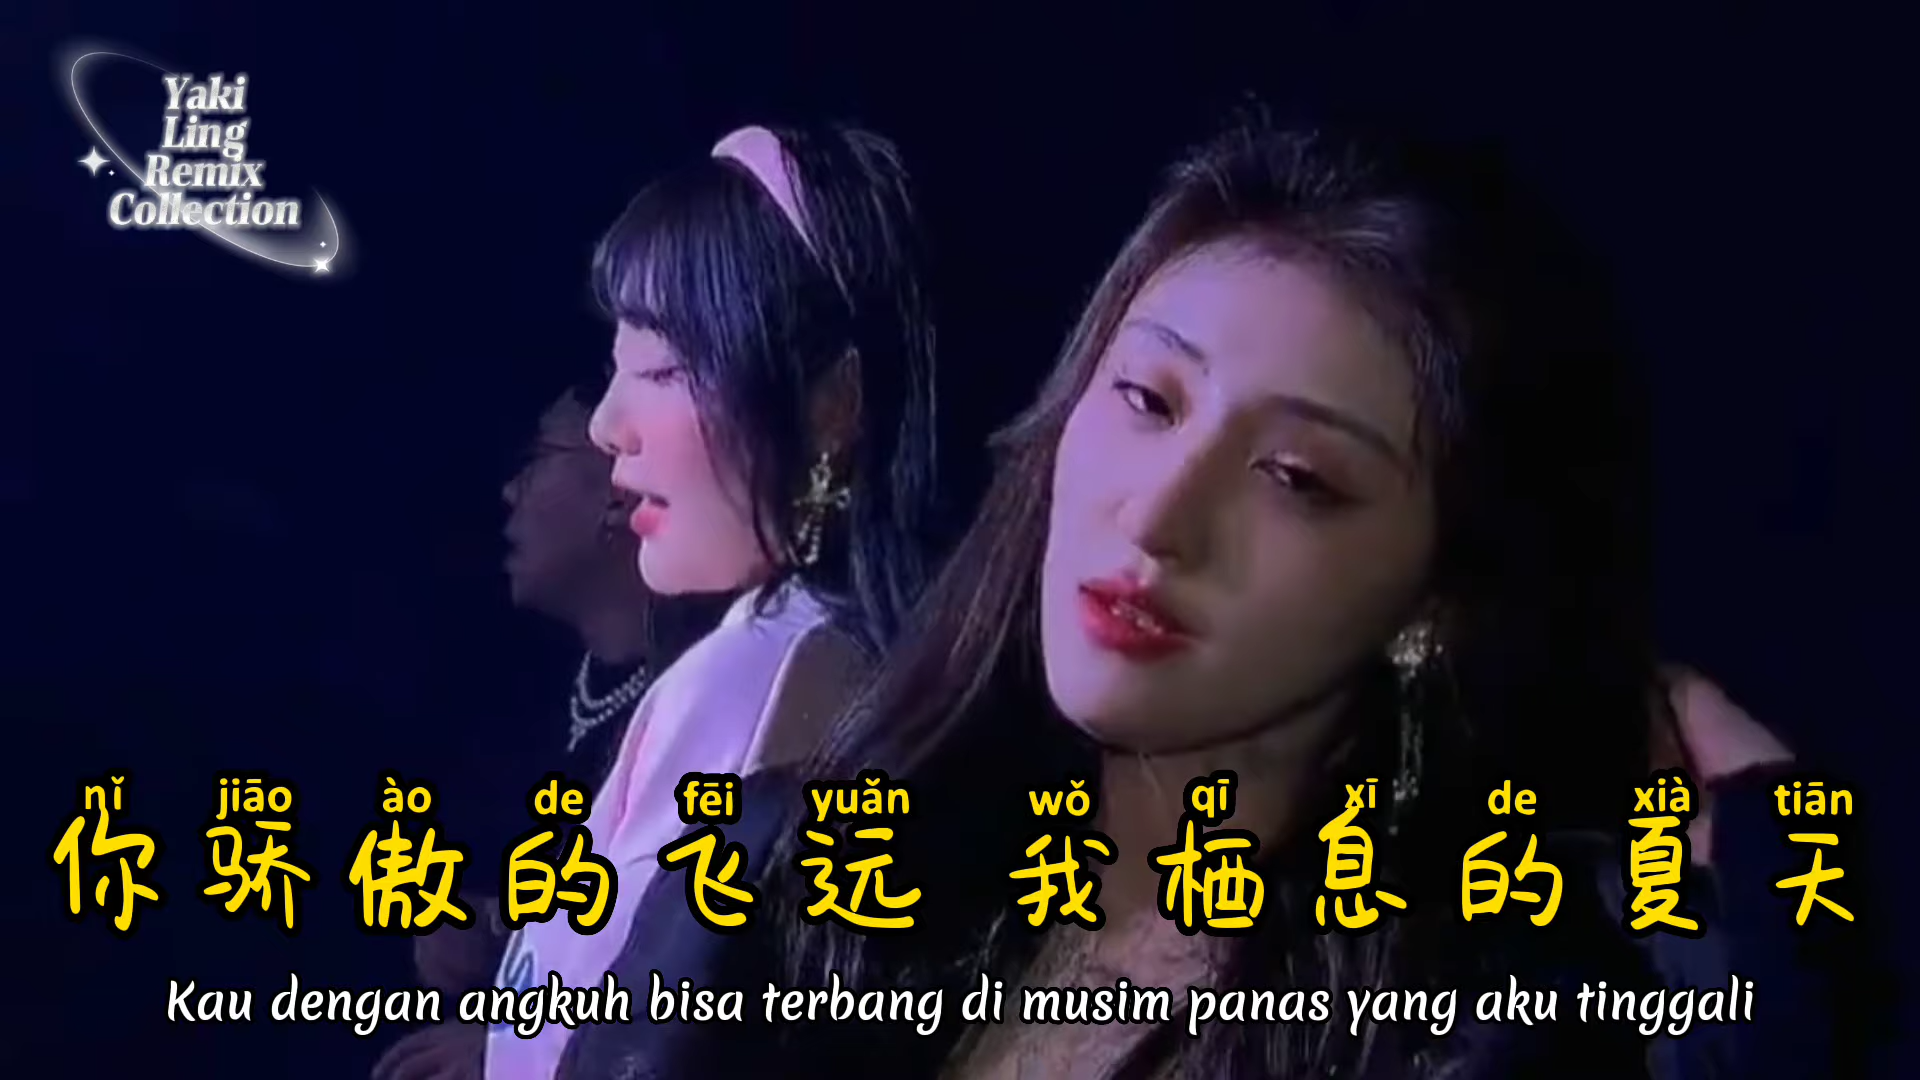 Yaki
Ling
Remix
Collection
nǐ jiāo ào de fēi yuǎn wǒ qī xī de xià tiān
你骄傲的飞远 我栖息的夏天
Kau dengan angkuh bisa terbang di musim panas yang aku tinggali